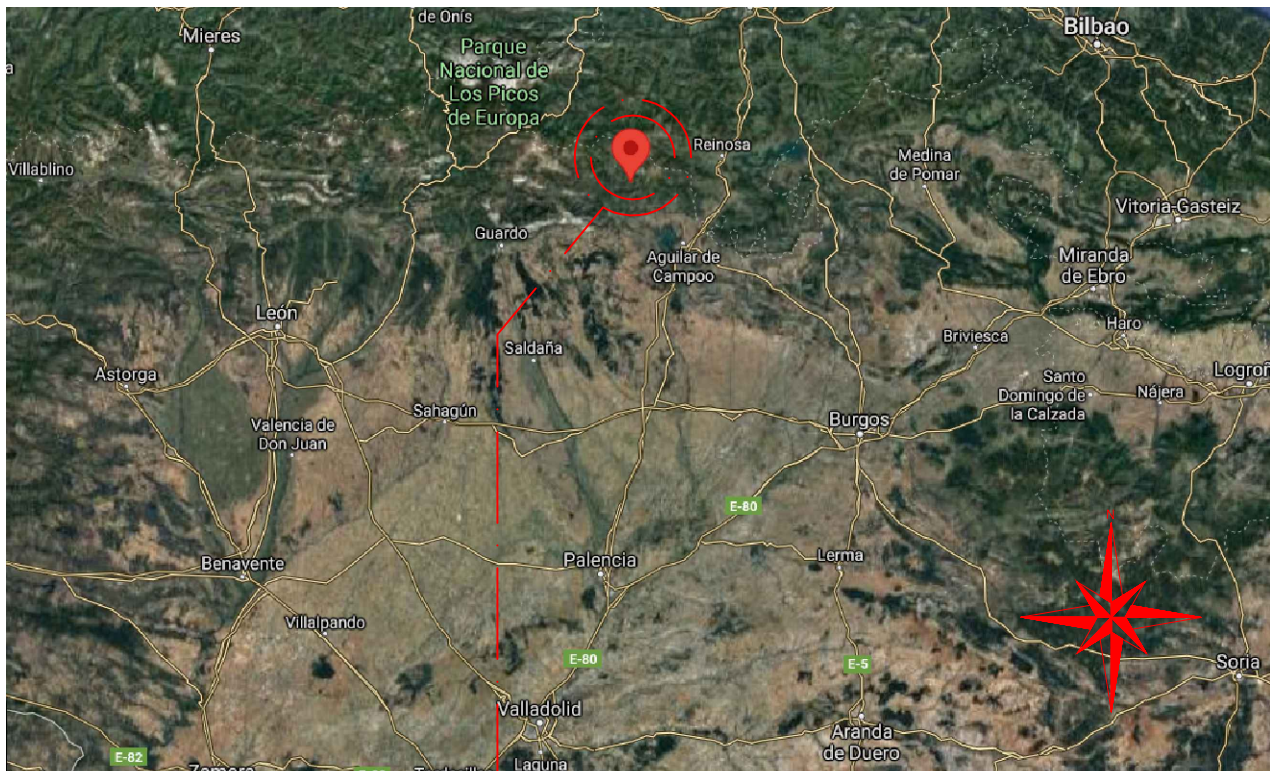 de Onís
Mieres
Bilbao
Parque
Nacional de
Los Picos
de Europa
Reinosa
Medina
de Pomar
Villablino
Vitoria-Gasteiz
Guardo
Aguilar de
Campoo
Miranda
de Ebro
León
Haro
Briviesca
Saldaña
Astorga
Logroñ
Santo
Domingo de
la Calzada
Nájera
Sahagún
Burgos
Valencia de
Don Juan
E-80
Lerma
Palencia
Benavente
Villalpando
E-80
E-5
Soria
Valladolid
Aranda
de Duero
E-82
Laguna